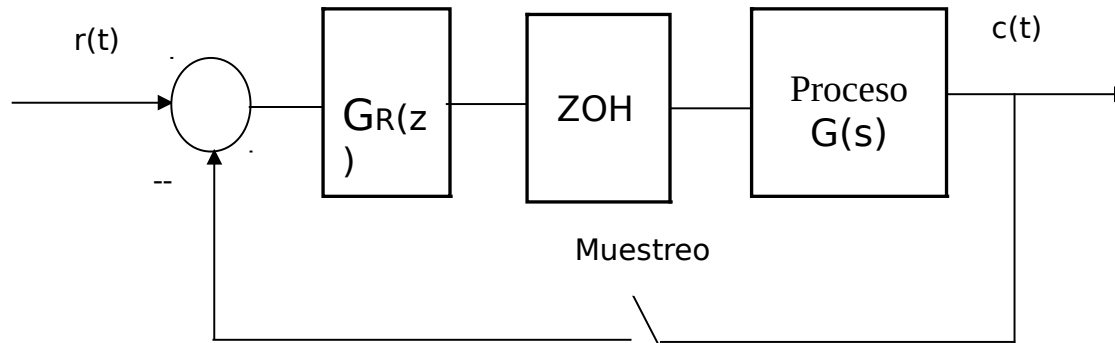 r(t)
c(t)
GR(z
)
ZOH
Proceso
G(s)
--
Muestreo